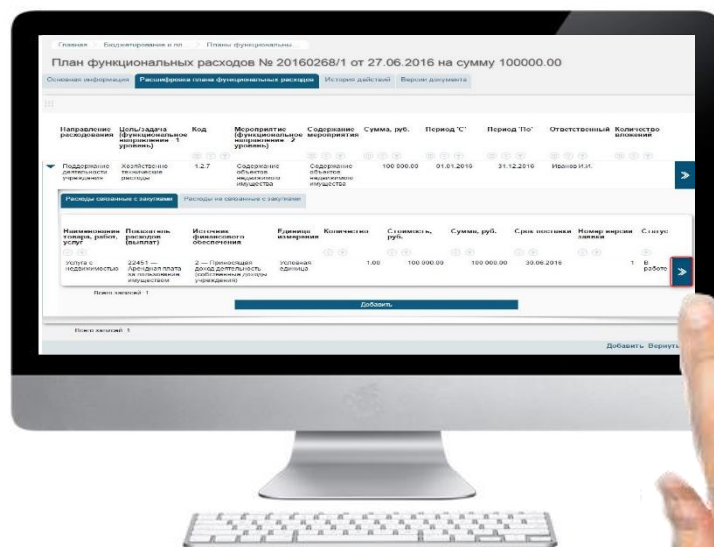 Главная Бюджетирование и пл... Планы функциональны...
План функциональных расходов № 20160268/1 от 27.06.2016 на сумму 100000.00
Основная информация Расшифровка плана функциональных расходов История действий Версии документа
Направление Цель/задача Код Мероприятие Содержание Сумма, руб. Период "С" Период "По" Ответственный Количество
расходования (функциональное (функциональное мероприятия вложений
направление 1 направление 2
уровень) уровень)
Поддержание Хозяйственно 1.2.7 Содержание Содержание 100 000.00 01.01.2016 31.12.2016 Иванов И.И.
деятельности технические объектов объектов
учреждения расходы недвижимого недвижимого
имущества имущества
Расходы связанные с закупками Расходы не связанные с закупками
Наименование Показатель Источник Единица Количество Стоимость, Сумма, руб. Срок поставки Номер версии Статус
товара, работ, расходов финансового измерения руб. заявки
услуг (выплат) обеспечения
Услуга с 22451 — 2 — Приносящая Условная 1.00 100 000.00 100 000.00 30.06.2016 1 В
недвижимостью Арендная плата доход деятельность единица работе
за пользование (собственные доходы
имуществом учреждения)
Всего записей: 1
Добавить
Всего записей: 1
Добавить Вернуть